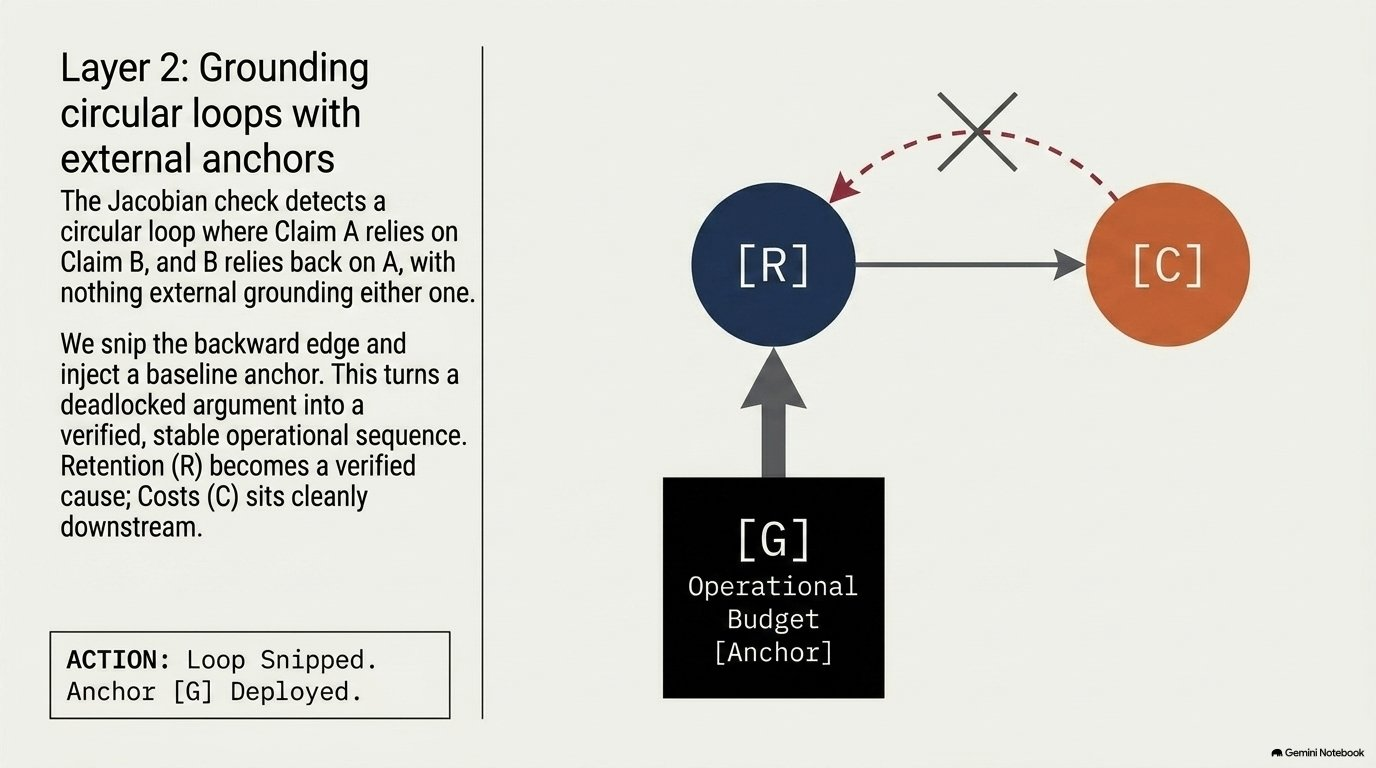 Layer 2: Grounding
circular loops with
external anchors
The Jacobian check detects a
circular loop where Claim A relies on
Claim B, and B relies back on A, with
nothing external grounding either one.
We snip the backward edge and
inject a baseline anchor. This turns a
deadlocked argument into a
verified, stable operational sequence.
Retention (R) becomes a verified
cause; Costs (C) sits cleanly
downstream.
ACTION: Loop Snipped.
Anchor [G] Deployed.
[R]
[C]
[G]
Operational
Budget
[Anchor]
Gemini Notebook